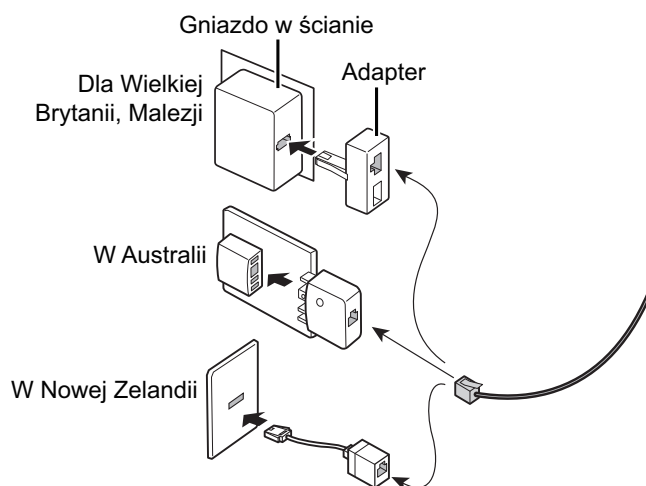 Gniazdo w ścianie
Dla Wielkiej
Brytanii, Malezji
Adapter
W Australii
W Nowej Zelandii